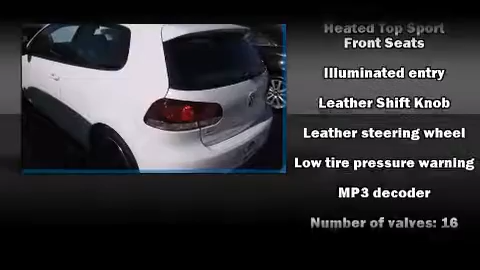 Heated Top Sport
Front Seats
Illuminated entry
Leather Shift Knob
Leather steering wheel
Low tire pressure warning
MP3 decoder
Number of valves: 16